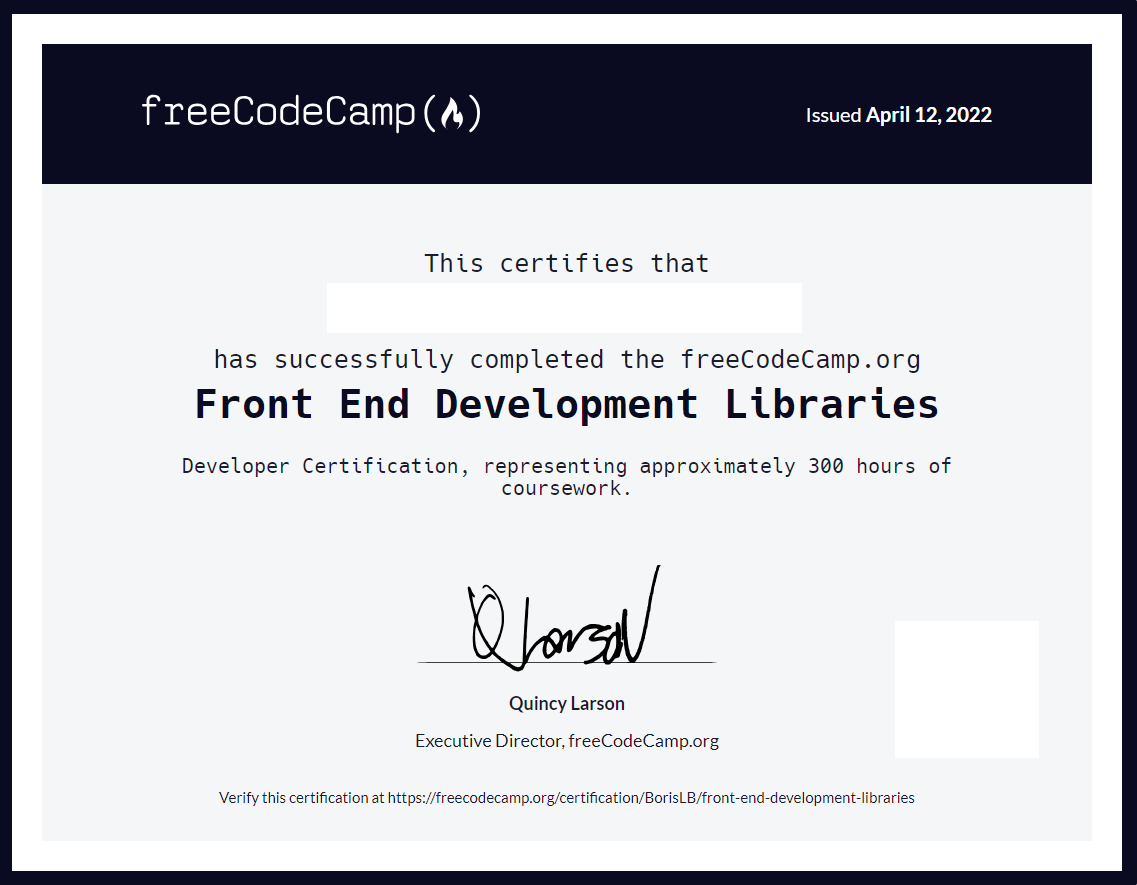 freeCodeCamp(🔥)
Issued April 12, 2022
This certifies that
has successfully completed the freeCodeCamp.org
Front End Development Libraries
Developer Certification, representing approximately 300 hours of
coursework.
Q Larson
Quincy Larson
Executive Director, freeCodeCamp.org
Verify this certification at https://freecodecamp.org/certification/BorisLB/front-end-development-libraries